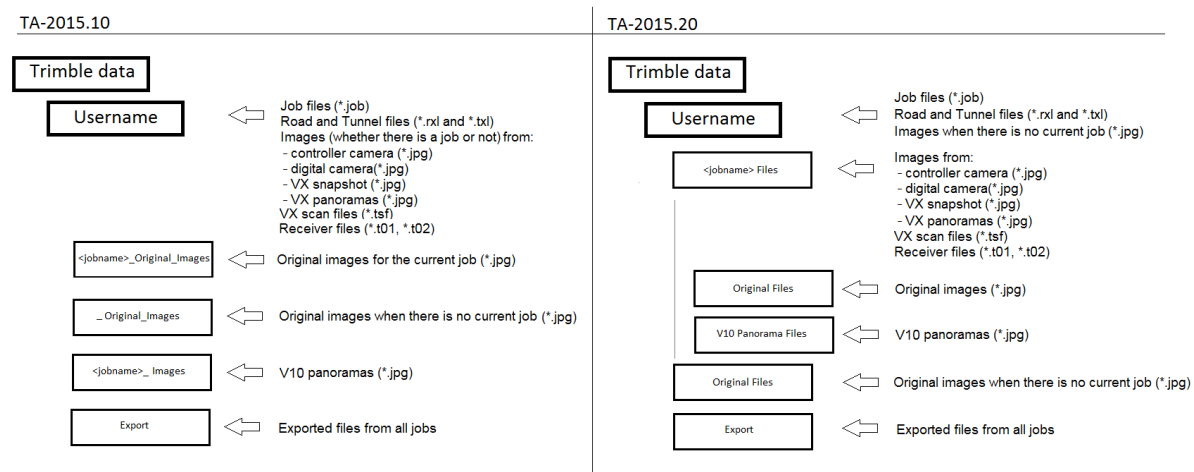 TA-2015.10
Trimble data
Username
Job files (*.job)
Road and Tunnel files (*.rxl and *.txl)
Images (whether there is a job or not) from:
- controller camera (*.jpg)
- digital camera(*.jpg)
- VX snapshot (*.jpg)
- VX panoramas (*.jpg)
VX scan files (*.tsf)
Receiver files (*.t01, *.t02)
<jobname>_Original_Images
Original images for the current job (*.jpg)
_ Original_Images
Original images when there is no current job (*.jpg)
<jobname>_ Images
V10 panoramas (*.jpg)
Export
Exported files from all jobs
TA-2015.20
Trimble data
Username
Job files (*.job)
Road and Tunnel files (*.rxl and *.txl)
Images when there is no current job (*.jpg)
<jobname> Files
Images from:
- controller camera (*.jpg)
- digital camera(*.jpg)
- VX snapshot (*.jpg)
- VX panoramas (*.jpg)
VX scan files (*.tsf)
Receiver files (*.t01, *.t02)
Original Files
Original images (*.jpg)
V10 Panorama Files
V10 panoramas (*.jpg)
Original Files
Original images when there is no current job (*.jpg)
Export
Exported files from all jobs